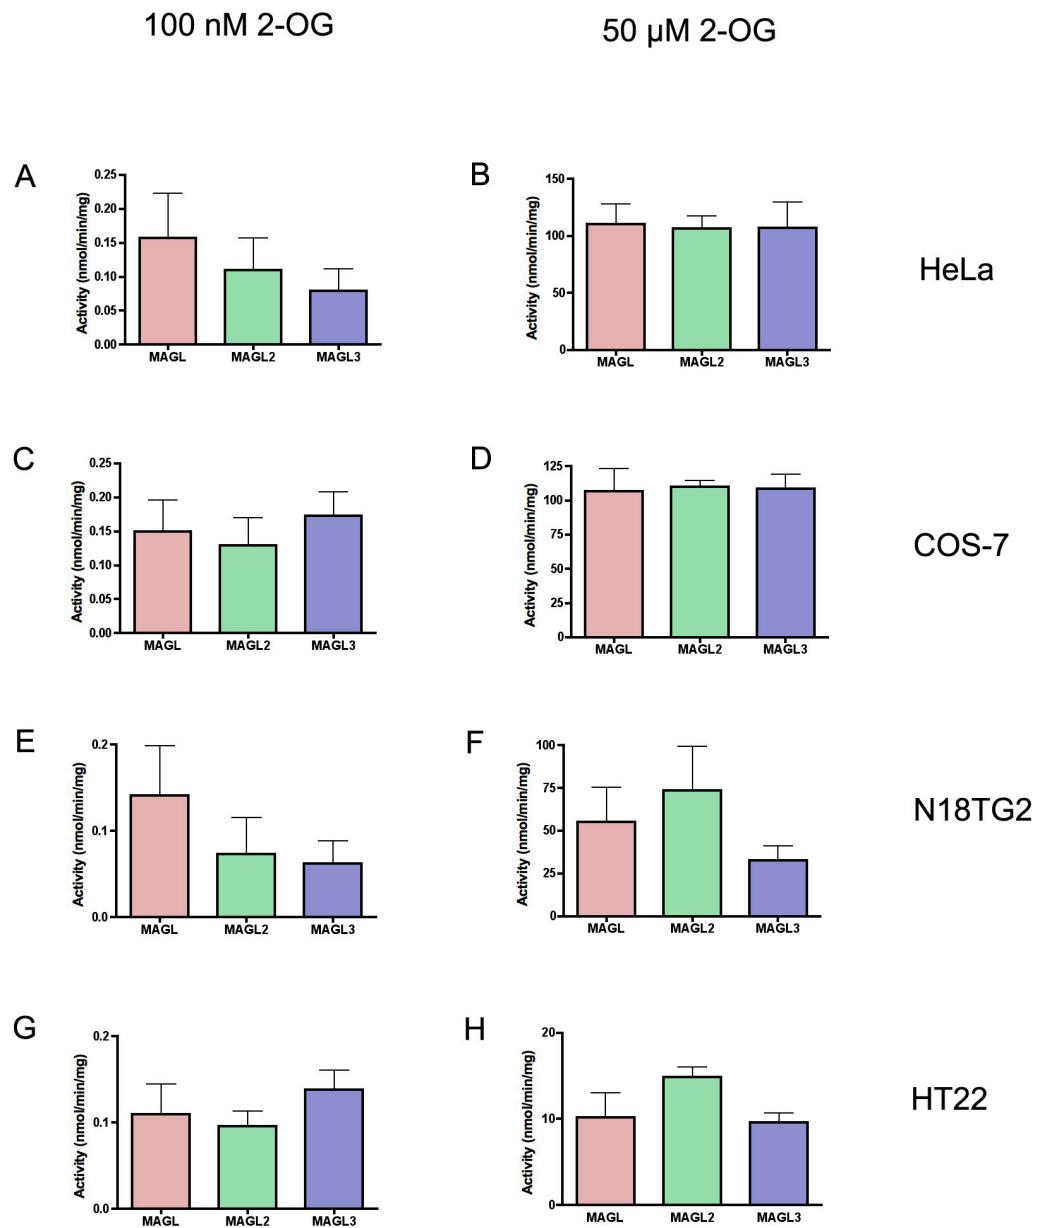 100 nM 2-OG
50 µM 2-OG
A
Activity (nmol/min/mg)
0.25
0.20
0.15
0.10
0.05
0.00
MAGL MAGL2 MAGL3
B
Activity (nmol/min/mg)
150
100
50
0
MAGL MAGL2 MAGL3
HeLa
C
Activity (nmol/min/mg)
0.25
0.20
0.15
0.10
0.05
0.00
MAGL MAGL2 MAGL3
D
Activity (nmol/min/mg)
125
100
75
50
25
0
MAGL MAGL2 MAGL3
COS-7
E
Activity (nmol/min/mg)
0.2
0.1
0.0
MAGL MAGL2 MAGL3
F
Activity (nmol/min/mg)
100
75
50
25
0
MAGL MAGL2 MAGL3
N18TG2
G
Activity (nmol/min/mg)
0.2
0.1
0.0
MAGL MAGL2 MAGL3
H
Activity (nmol/min/mg)
20
10
0
MAGL MAGL2 MAGL3
HT22